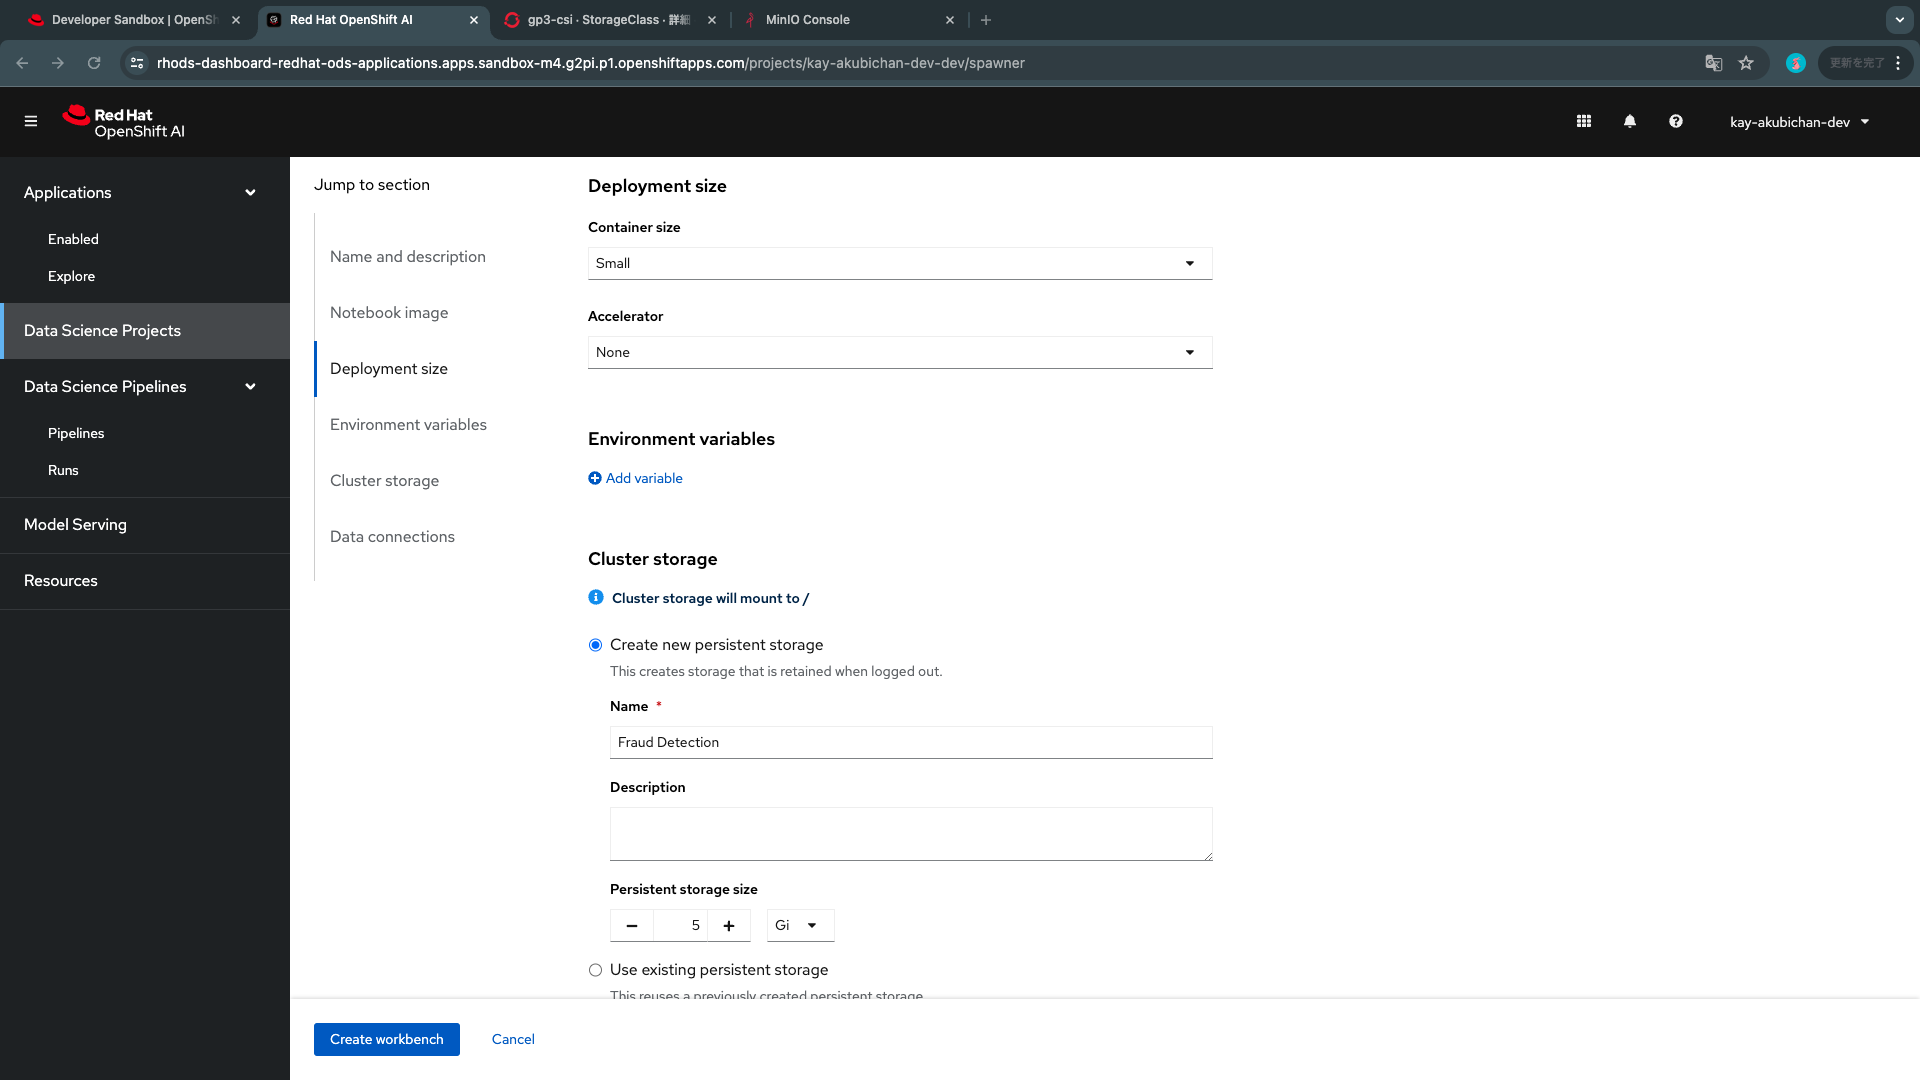 Developer Sandbox | OpenSh
Red Hat OpenShift AI
gp3-csi · StorageClass · 詳細
MinIO Console
rhods-dashboard-redhat-ods-applications.apps.sandbox-m4.g2pi.p1.openshiftapps.com/projects/kay-akubichan-dev-dev/spawner
更新を完了
Red Hat
OpenShift AI
kay-akubichan-dev
Applications
Enabled
Explore
Data Science Projects
Data Science Pipelines
Pipelines
Runs
Model Serving
Resources
Jump to section
Name and description
Notebook image
Deployment size
Environment variables
Cluster storage
Data connections
Deployment size
Container size
Small
Accelerator
None
Environment variables
Add variable
Cluster storage
Cluster storage will mount to /
Create new persistent storage
This creates storage that is retained when logged out.
Name *
Fraud Detection
Description
Persistent storage size
5
Gi
Use existing persistent storage
This reuses a previously created persistent storage.
Create workbench
Cancel